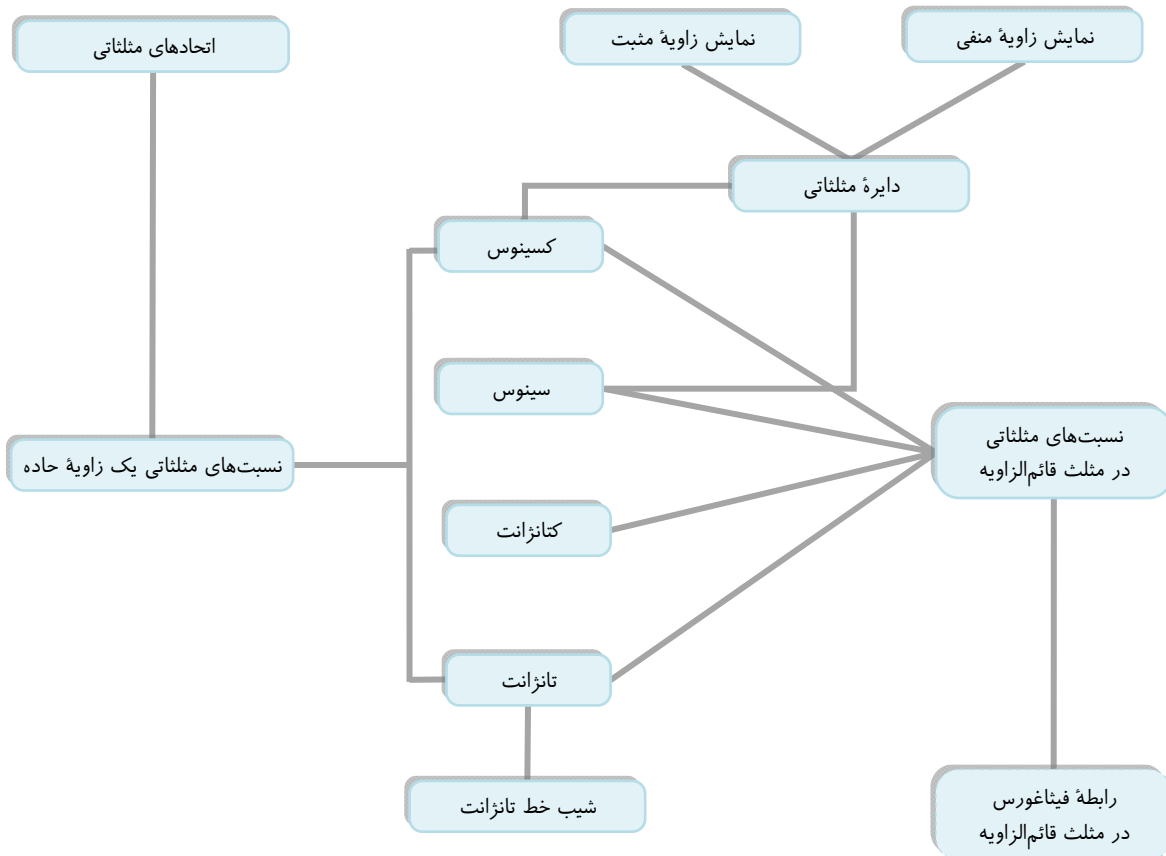 نمایش زاویهٔ منفی
نمایش زاویهٔ مثبت
اتحادهای مثلثاتی
دایرهٔ مثلثاتی
کسینوس
سینوس
نسبت‌های مثلثاتی
در مثلث قائم‌الزاویه
نسبت‌های مثلثاتی یک زاویهٔ حاده
کتانژانت
تانژانت
رابطهٔ فیثاغورس
در مثلث قائم‌الزاویه
شیب خط تانژانت